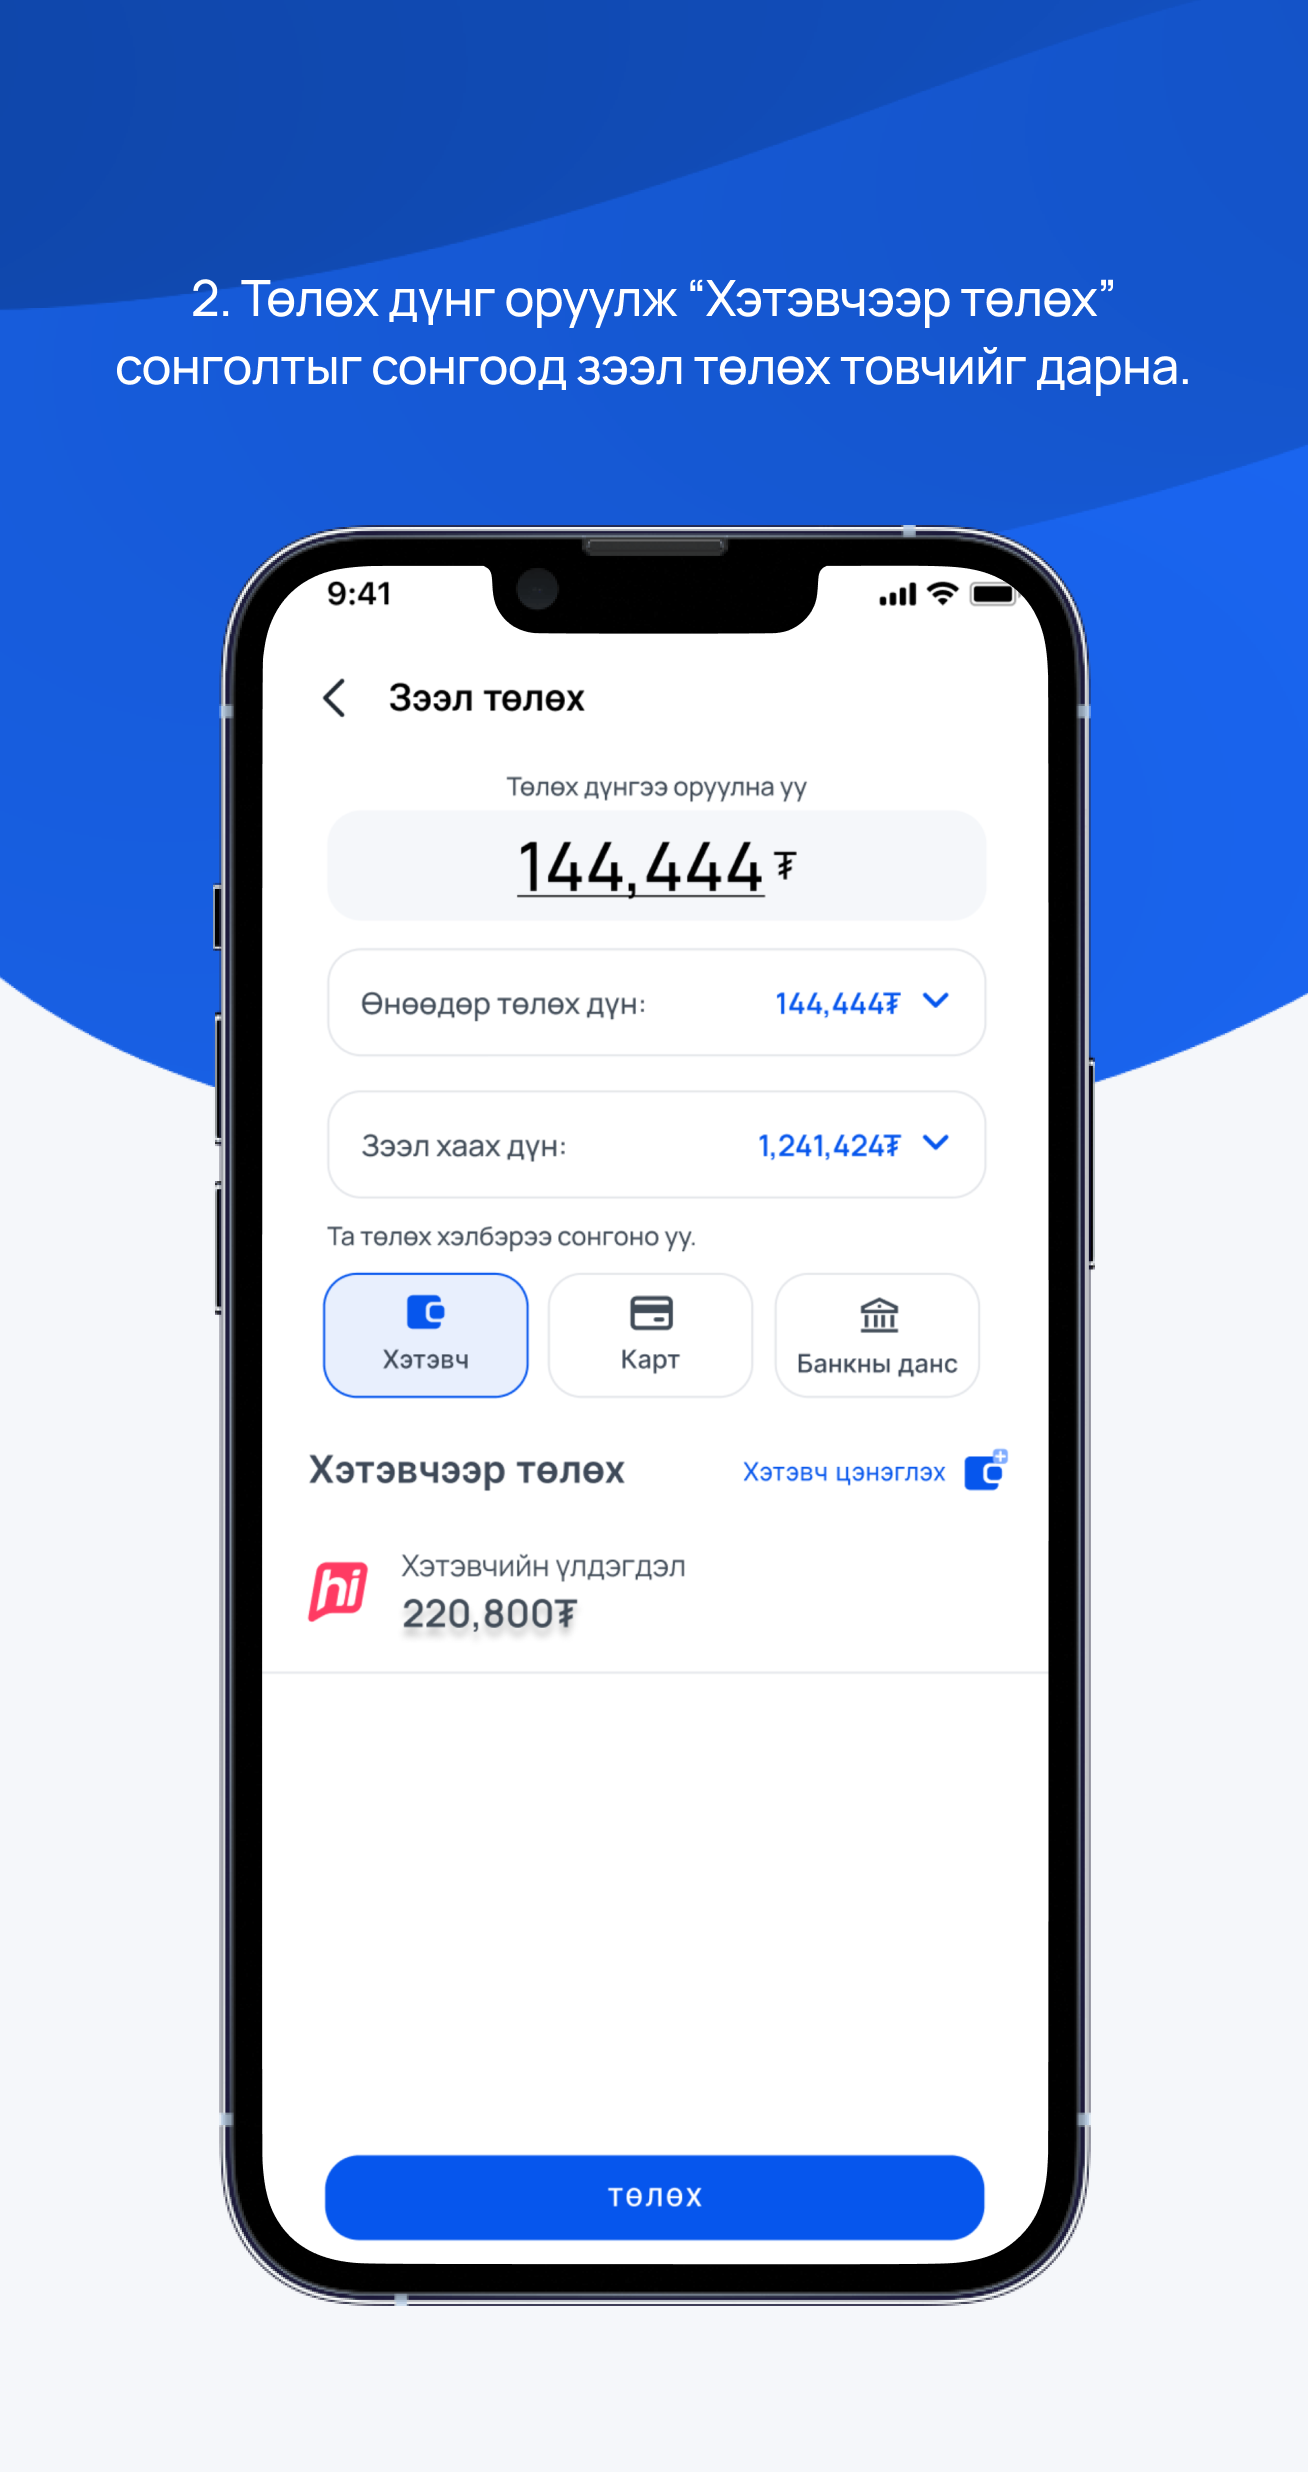 2. Төлөх дүнг оруулж “Хэтэвчээр төлөх”
сонголтыг сонгоод зээл төлөх товчийг дарна.
9:41
Зээл төлөх
Төлөх дүнгээ оруулна уу
144,444 ₮
Өнөөдөр төлөх дүн: 144,444₮
Зээл хаах дүн: 1,241,424₮
Та төлөх хэлбэрээ сонгоно уу.
Хэтэвч Карт Банкны данс
Хэтэвчээр төлөх Хэтэвч цэнэглэх
hi
Хэтэвчийн үлдэгдэл
220,800₮
төлөх